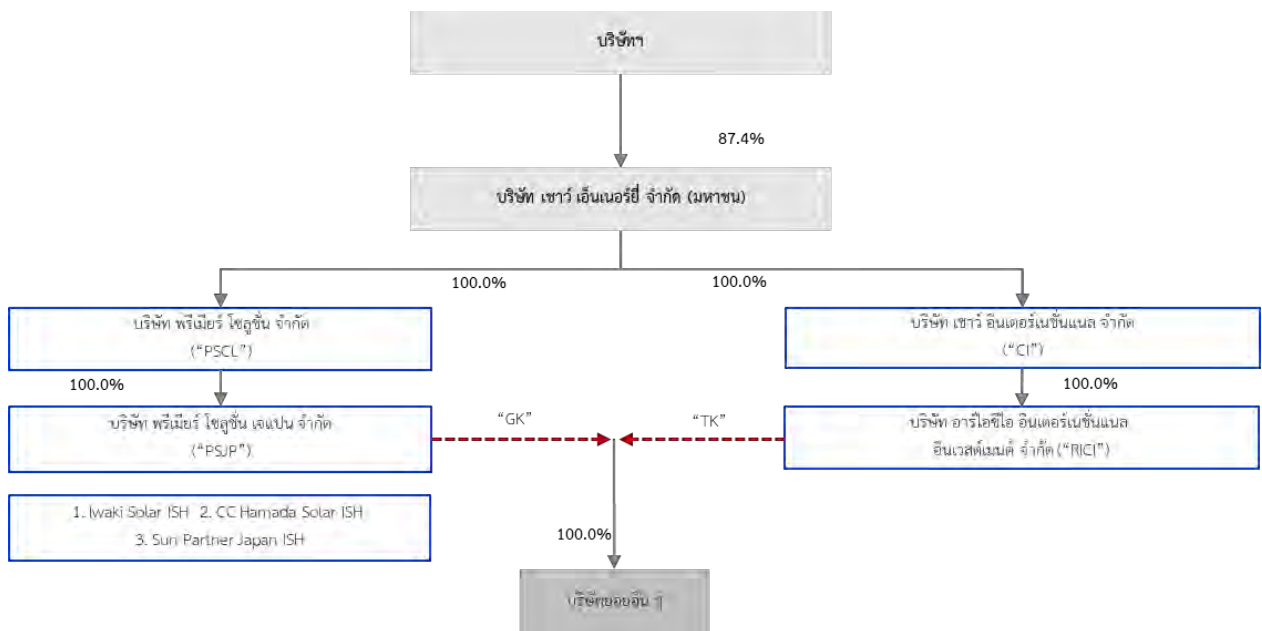 บริษัทฯ
87.4%
บริษัท เชาว์ เอ็นเนอร์ยี่ จำกัด (มหาชน)
100.0%
100.0%
บริษัท พรีเมียร์ โซลูชั่น จำกัด
("PSCL")
บริษัท เชาว์ อินเตอร์เนชั่นแนล จำกัด
("CI")
100.0%
100.0%
บริษัท พรีเมียร์ โซลูชั่น เจแปน จำกัด
("PSJP")
"GK"
"TK"
บริษัท อาร์ไอซีไอ อินเตอร์เนชั่นแนล
อินเวสต์เมนต์ จำกัด ("RICI")
1. Iwaki Solar ISH 2. CC Hamada Solar ISH
3. Sun Partner Japan ISH
100.0%
บริษัทย่อยอื่น ๆ